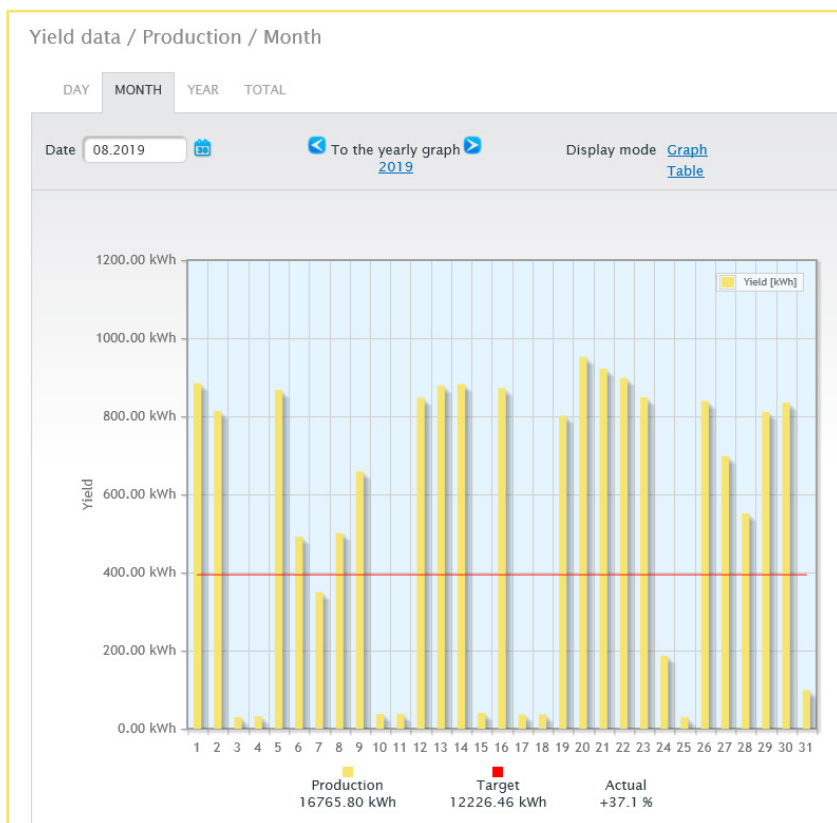 Yield data / Production / Month
DAY MONTH YEAR TOTAL
Date 08.2019 30 To the yearly graph Display mode Graph
2019 Table
1200.00 kWh
Yield [kWh]
1000.00 kWh
800.00 kWh
Yield
600.00 kWh
400.00 kWh
200.00 kWh
0.00 kWh
1 2 3 4 5 6 7 8 9 10 11 12 13 14 15 16 17 18 19 20 21 22 23 24 25 26 27 28 29 30 31
Production Target Actual
16765.80 kWh 12226.46 kWh +37.1 %